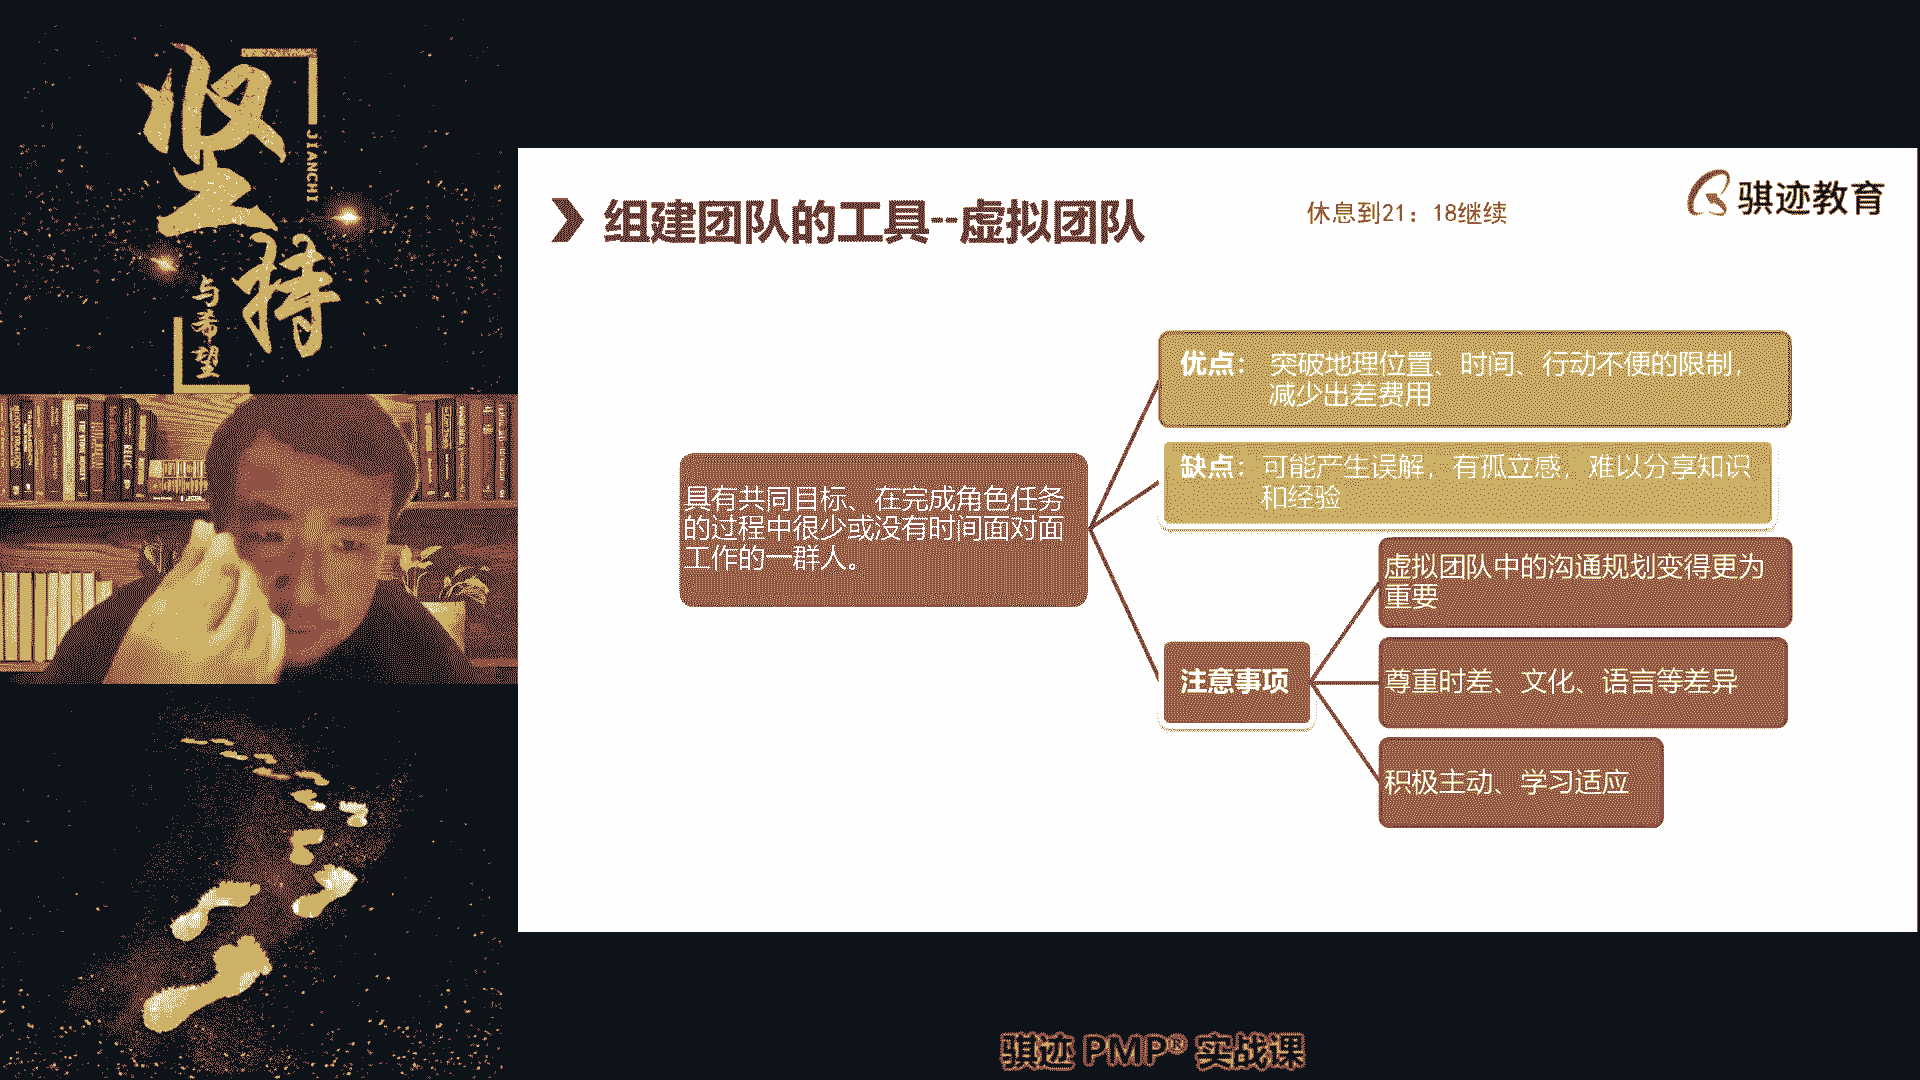 坚持
JIANCHI
与希望
组建团队的工具--虚拟团队
休息到21：18继续
骐迹教育
优点： 突破地理位置、时间、行动不便的限制，
减少出差费用
缺点： 可能产生误解，有孤立感，难以分享知识
和经验
具有共同目标、在完成角色任务
的过程中很少或没有时间面对面
工作的一群人。
注意事项
虚拟团队中的沟通规划变得更为
重要
尊重时差、文化、语言等差异
积极主动、学习适应
骐迹 PMP® 实战课